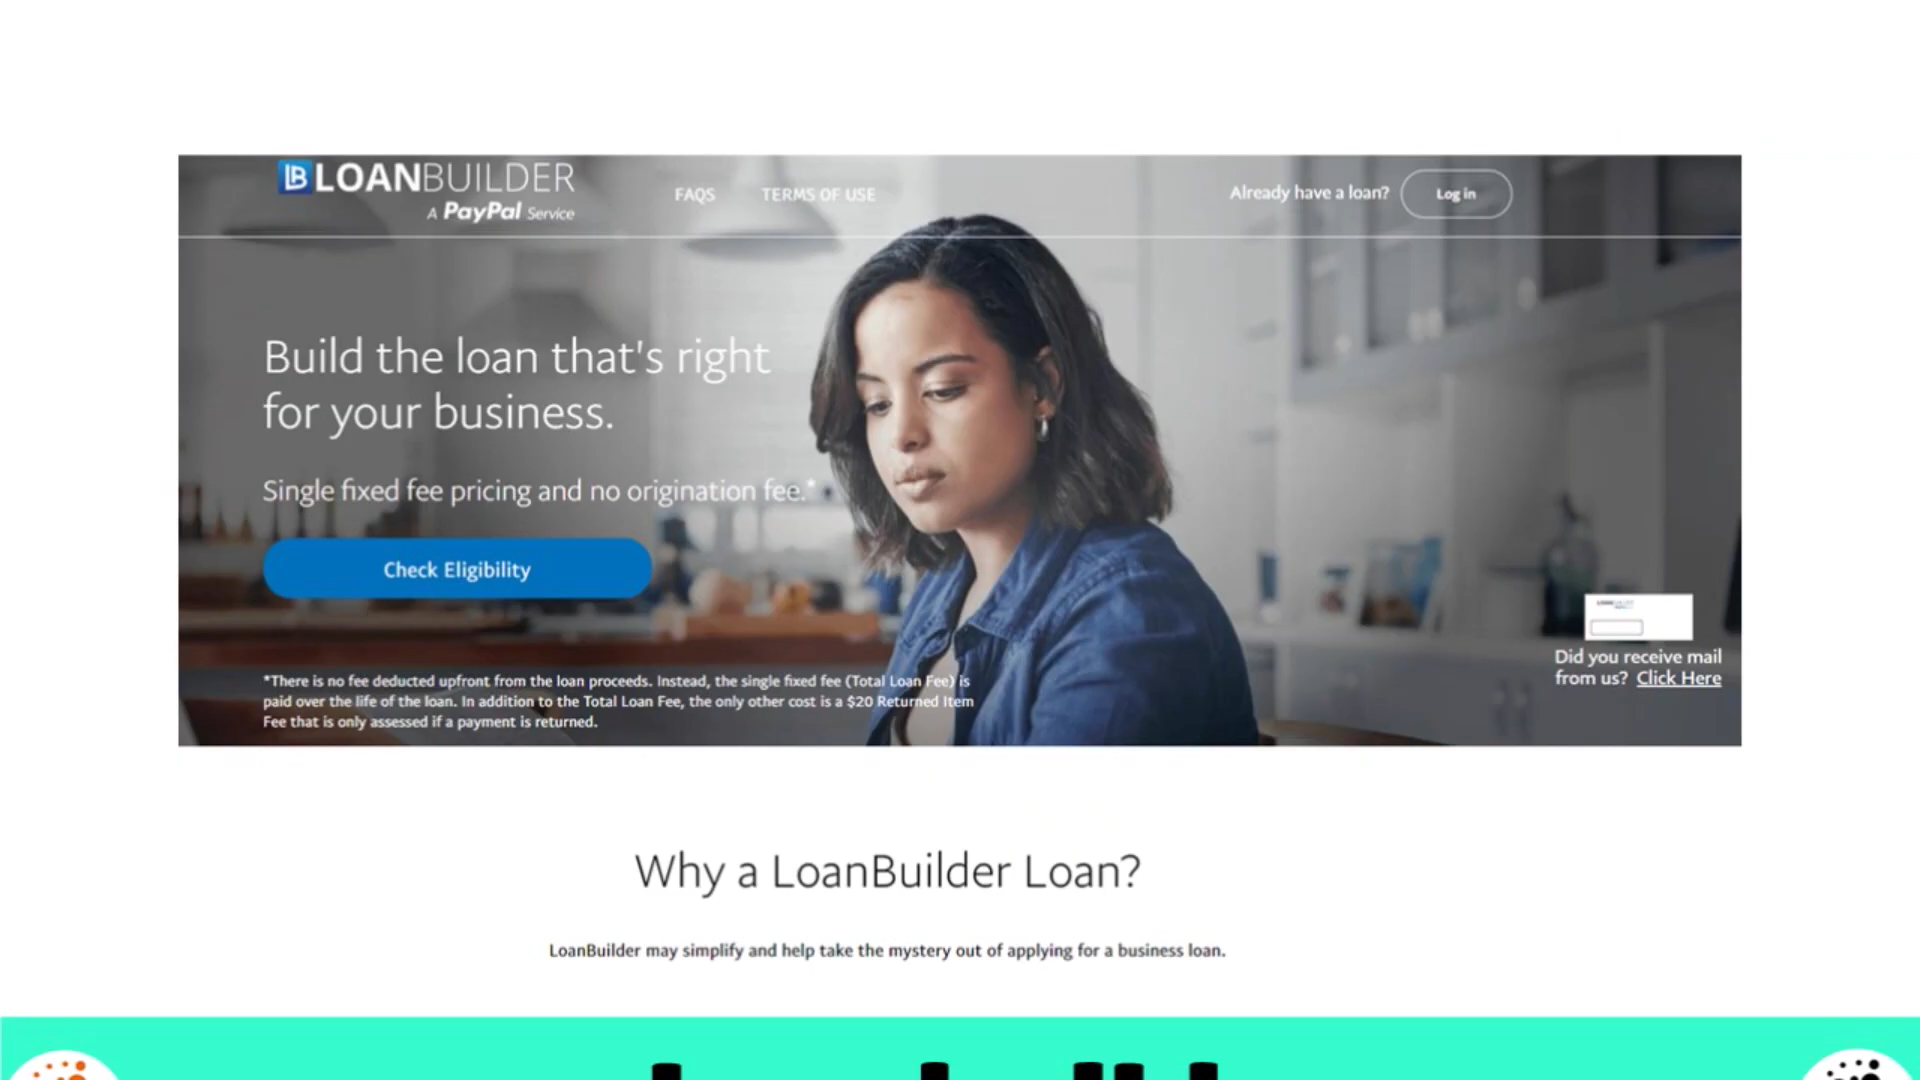 LOANBUILDER
A PayPal Service
FAQS
TERMS OF USE
Already have a loan?
Log in
Build the loan that's right
for your business.
Single fixed fee pricing and no origination fee.*
Check Eligibility
*There is no fee deducted upfront from the loan proceeds. Instead, the single fixed fee (Total Loan Fee) is
paid over the life of the loan. In addition to the Total Loan Fee, the only other cost is a $20 Returned Item
Fee that is only assessed if a payment is returned.
Did you receive mail
from us? Click Here
Why a LoanBuilder Loan?
LoanBuilder may simplify and help take the mystery out of applying for a business loan.